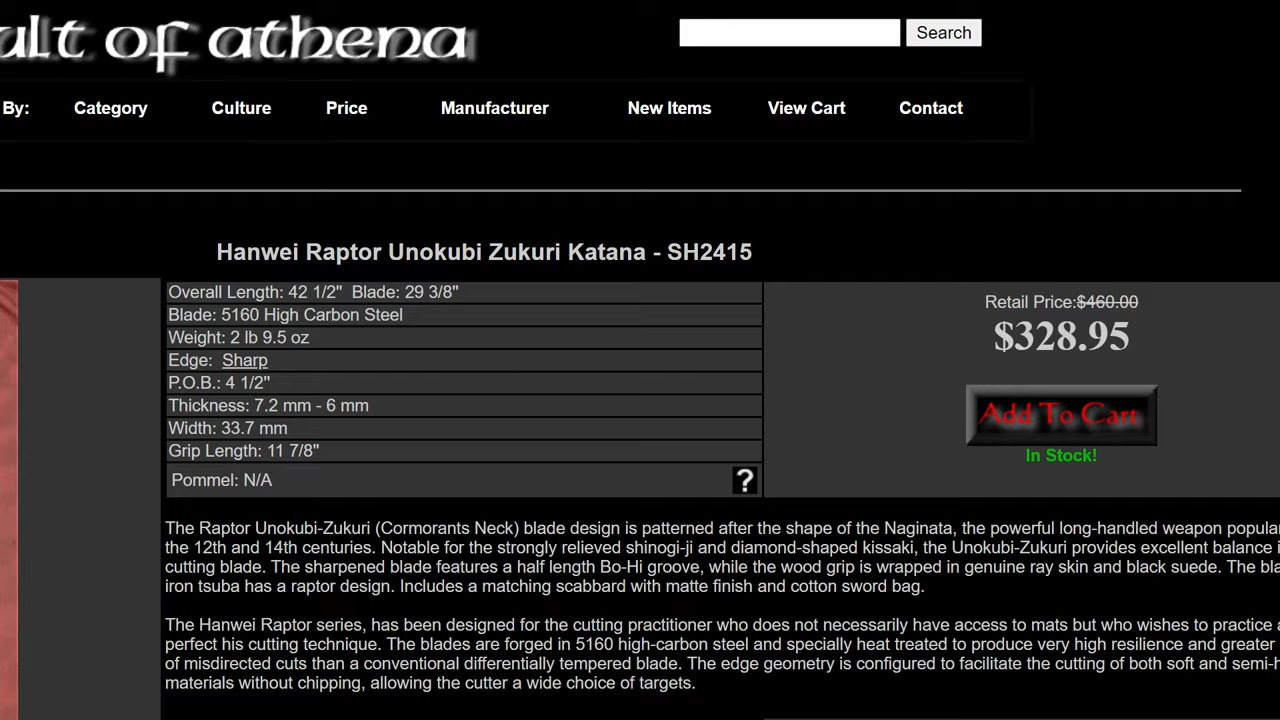 ult of athena
Search
By: Category Culture Price Manufacturer New Items View Cart Contact
Hanwei Raptor Unokubi Zukuri Katana - SH2415
Overall Length: 42 1/2" Blade: 29 3/8"
Blade: 5160 High Carbon Steel
Weight: 2 lb 9.5 oz
Edge: Sharp
P.O.B.: 4 1/2"
Thickness: 7.2 mm - 6 mm
Width: 33.7 mm
Grip Length: 11 7/8"
Pommel: N/A
?
Retail Price:$460.00
$328.95
Add To Cart
In Stock!
The Raptor Unokubi-Zukuri (Cormorants Neck) blade design is patterned after the shape of the Naginata, the powerful long-handled weapon popula
the 12th and 14th centuries. Notable for the strongly relieved shinogi-ji and diamond-shaped kissaki, the Unokubi-Zukuri provides excellent balance i
cutting blade. The sharpened blade features a half length Bo-Hi groove, while the wood grip is wrapped in genuine ray skin and black suede. The bla
iron tsuba has a raptor design. Includes a matching scabbard with matte finish and cotton sword bag.
The Hanwei Raptor series, has been designed for the cutting practitioner who does not necessarily have access to mats but who wishes to practice a
perfect his cutting technique. The blades are forged in 5160 high-carbon steel and specially heat treated to produce very high resilience and greater
of misdirected cuts than a conventional differentially tempered blade. The edge geometry is configured to facilitate the cutting of both soft and semi-h
materials without chipping, allowing the cutter a wide choice of targets.